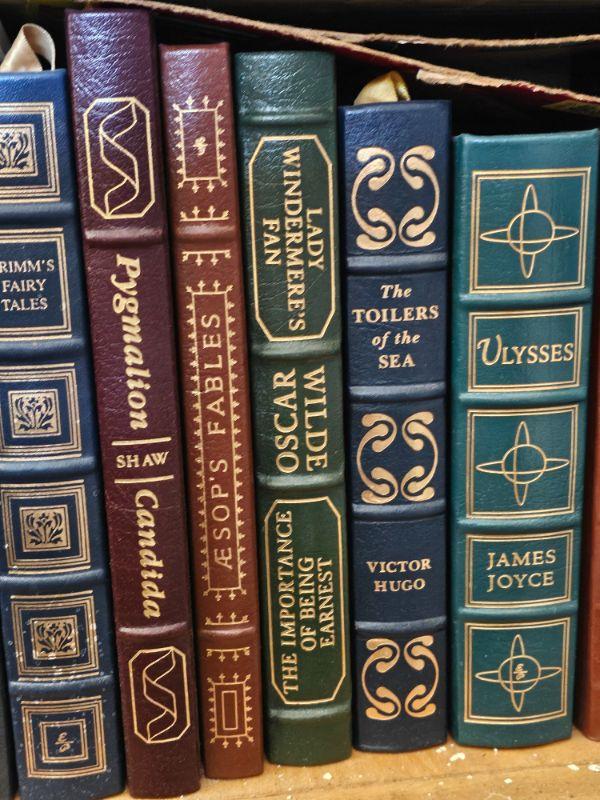 RIMM'S
FAIRY
TALES
Pygmalion
SHAW
Candida
ÆSOP'S FABLES
LADY
WINDERMERE'S
FAN
OSCAR
WILDE
THE IMPORTANCE
OF BEING
EARNEST
The
TOILERS
of the
SEA
VICTOR
HUGO
ULYSSES
JAMES
JOYCE